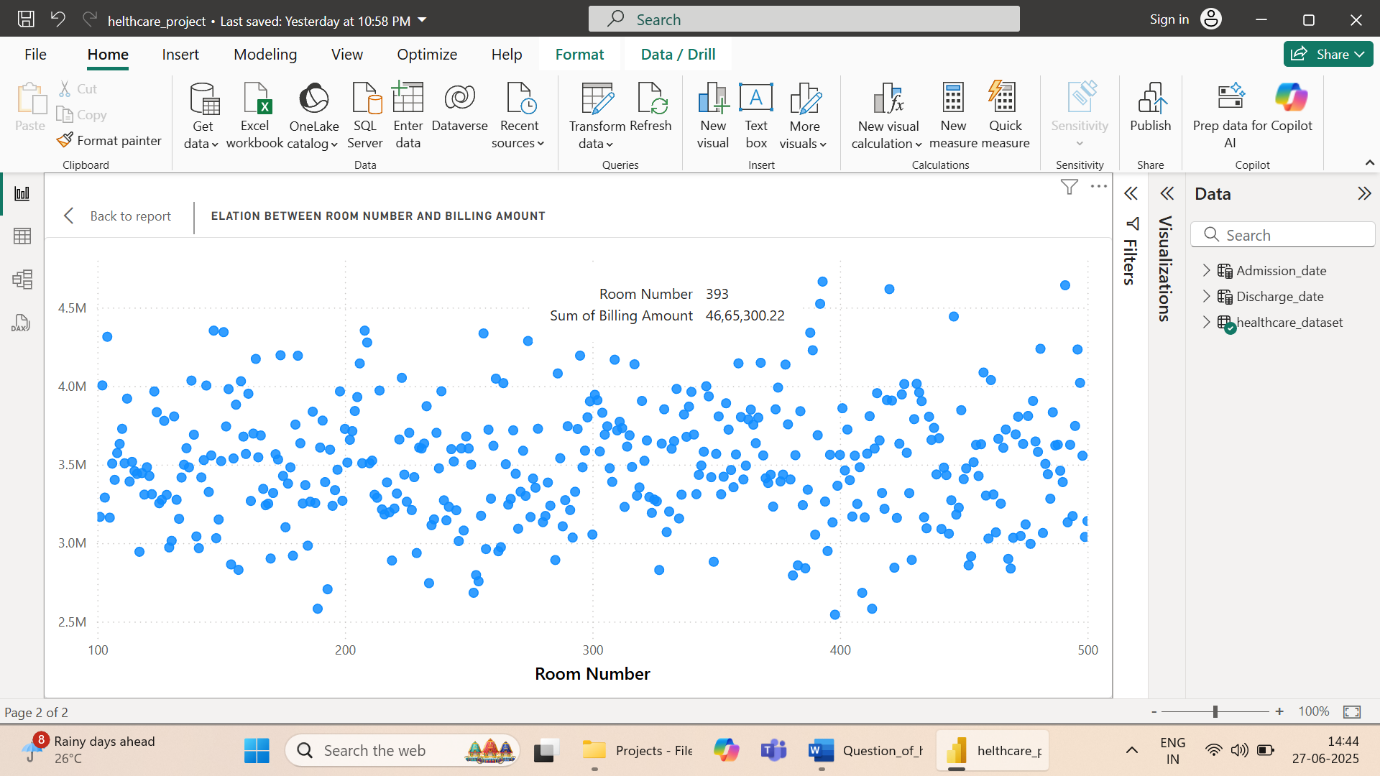 helthcare_project • Last saved: Yesterday at 10:58 PM
Search
Sign in
File Home Insert Modeling View Optimize Help Format Data / Drill
Share
Paste
Cut
Copy
Format painter
Clipboard
Get data
Excel workbook
OneLake catalog
SQL Server
Enter data
Dataverse
Recent sources
Data
Transform data
Refresh
Queries
New visual
Text box
More visuals
Insert
New visual calculation
New measure
Quick measure
Calculations
Sensitivity
Sensitivity
Publish
Share
Prep data for AI
Copilot
Copilot
Back to report
ELATION BETWEEN ROOM NUMBER AND BILLING AMOUNT
Room Number 393
Sum of Billing Amount 46,65,300.22
4.5M
4.0M
3.5M
3.0M
2.5M
100 200 300 400 500
Room Number
Filters
Visualizations
Data
Search
Admission_date
Discharge_date
healthcare_dataset
DAX
Page 2 of 2
- + 100%
8
Rainy days ahead
26°C
Search the web
Projects - File
Question_of_h
helthcare_p
ENG
IN
14:44
27-06-2025